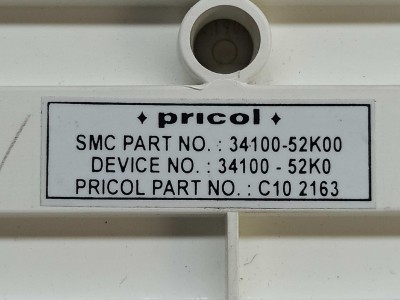 ♦ pricol ♦
SMC PART NO. : 34100-52K00
DEVICE NO. : 34100 - 52K0
PRICOL PART NO. : C10 2163